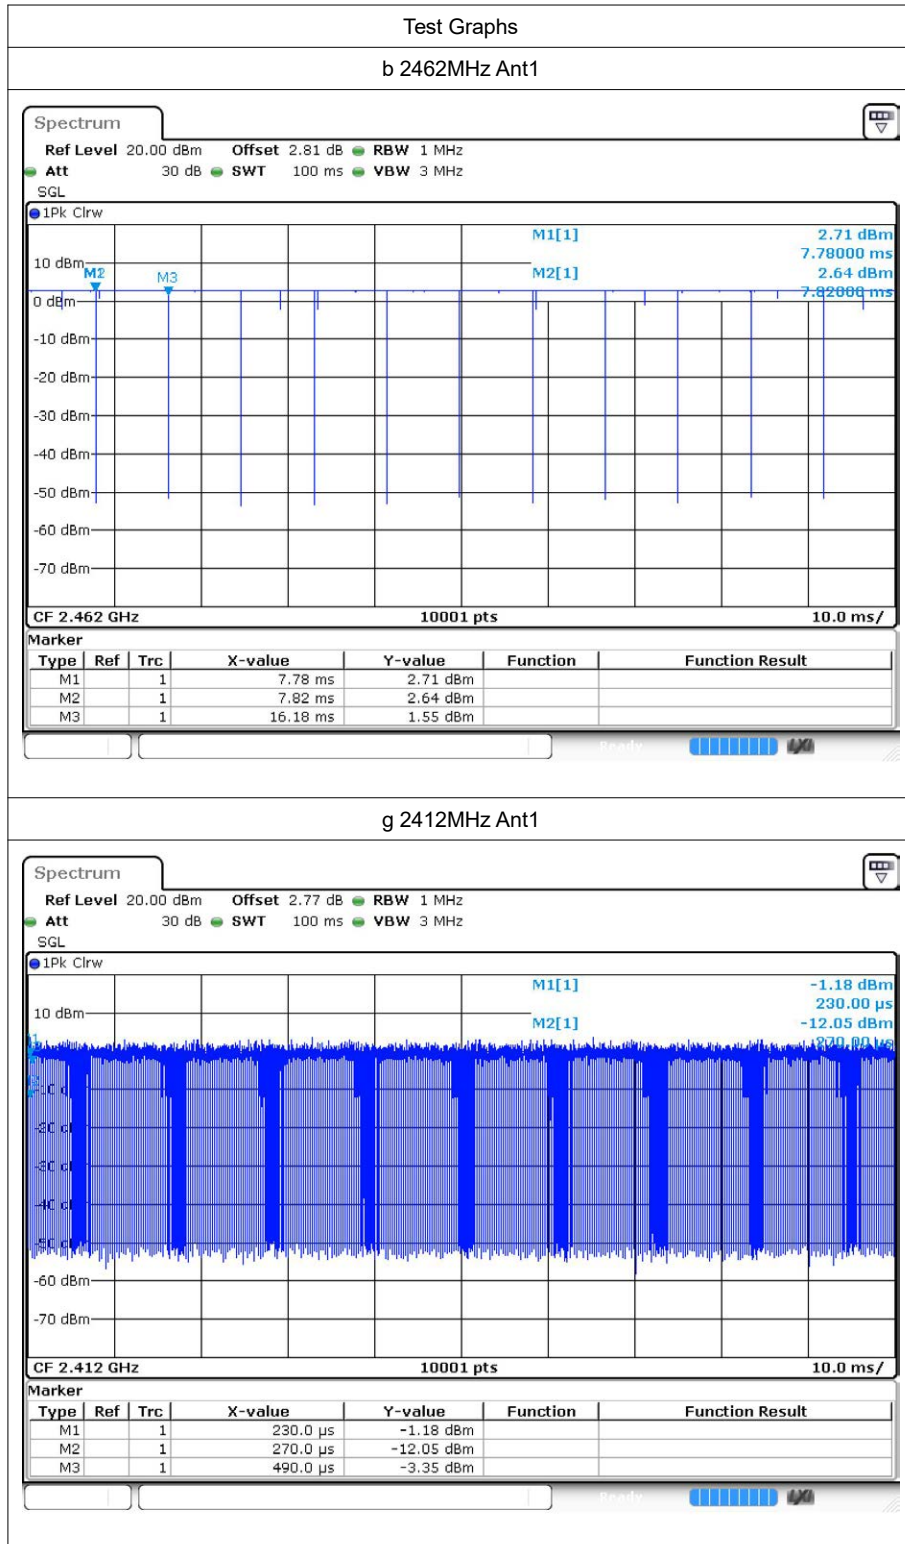 Test Graphs
b 2462MHz Ant1
Spectrum
Ref Level 20.00 dBm Offset 2.81 dB RBW 1 MHz
Att 30 dB SWT 100 ms VBW 3 MHz
SGL
1Pk Clrw
M1[1] 2.71 dBm
7.78000 ms
10 dBm
M2 M3 M2[1] 2.64 dBm
7.82000 ms
0 dBm
-10 dBm
-20 dBm
-30 dBm
-40 dBm
-50 dBm
-60 dBm
-70 dBm
CF 2.462 GHz 10001 pts 10.0 ms/
Marker
Type Ref Trc X-value Y-value Function Function Result
M1 1 7.78 ms 2.71 dBm
M2 1 7.82 ms 2.64 dBm
M3 1 16.18 ms 1.55 dBm
Ready LXI
g 2412MHz Ant1
Spectrum
Ref Level 20.00 dBm Offset 2.77 dB RBW 1 MHz
Att 30 dB SWT 100 ms VBW 3 MHz
SGL
1Pk Clrw
M1[1] -1.18 dBm
230.00 µs
10 dBm
M2[1] -12.05 dBm
270.00 µs
-60 dBm
-70 dBm
CF 2.412 GHz 10001 pts 10.0 ms/
Marker
Type Ref Trc X-value Y-value Function Function Result
M1 1 230.0 µs -1.18 dBm
M2 1 270.0 µs -12.05 dBm
M3 1 490.0 µs -3.35 dBm
Ready LXI